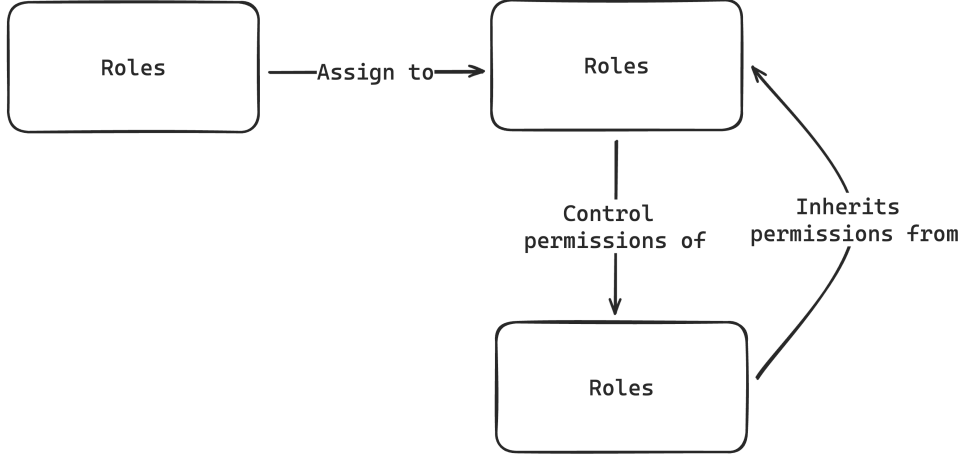 Roles
Assign to
Roles
Control
permissions of
Inherits
permissions from
Roles